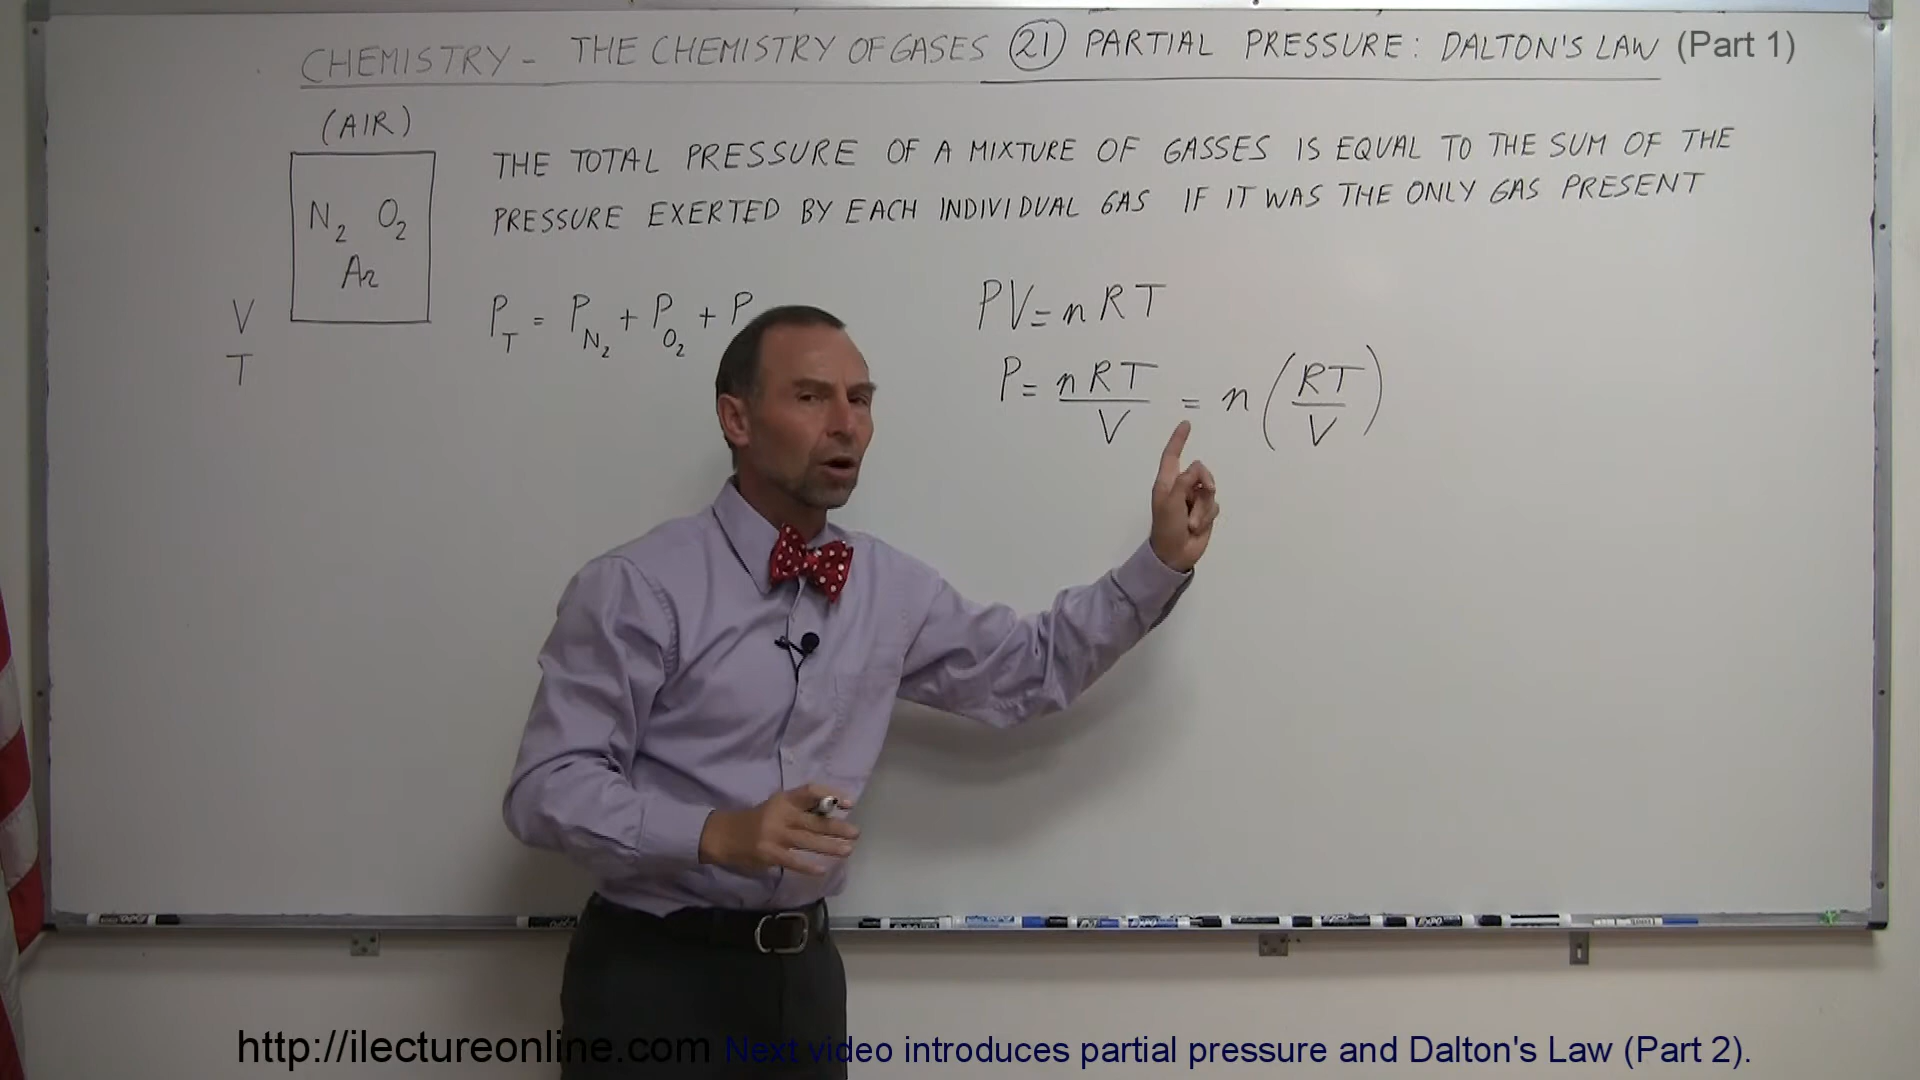 CHEMISTRY - THE CHEMISTRY OF GASES 21 PARTIAL PRESSURE: DALTON'S LAW (Part 1)
(AIR)
THE TOTAL PRESSURE OF A MIXTURE OF GASSES IS EQUAL TO THE SUM OF THE
PRESSURE EXERTED BY EACH INDIVIDUAL GAS IF IT WAS THE ONLY GAS PRESENT
N₂ O₂
Ar
V
T
P_T = P_N₂ + P_O₂ + P
PV = nRT
P = nRT/V = n(RT/V)
http://ilectureonline.com Next video introduces partial pressure and Dalton's Law (Part 2).